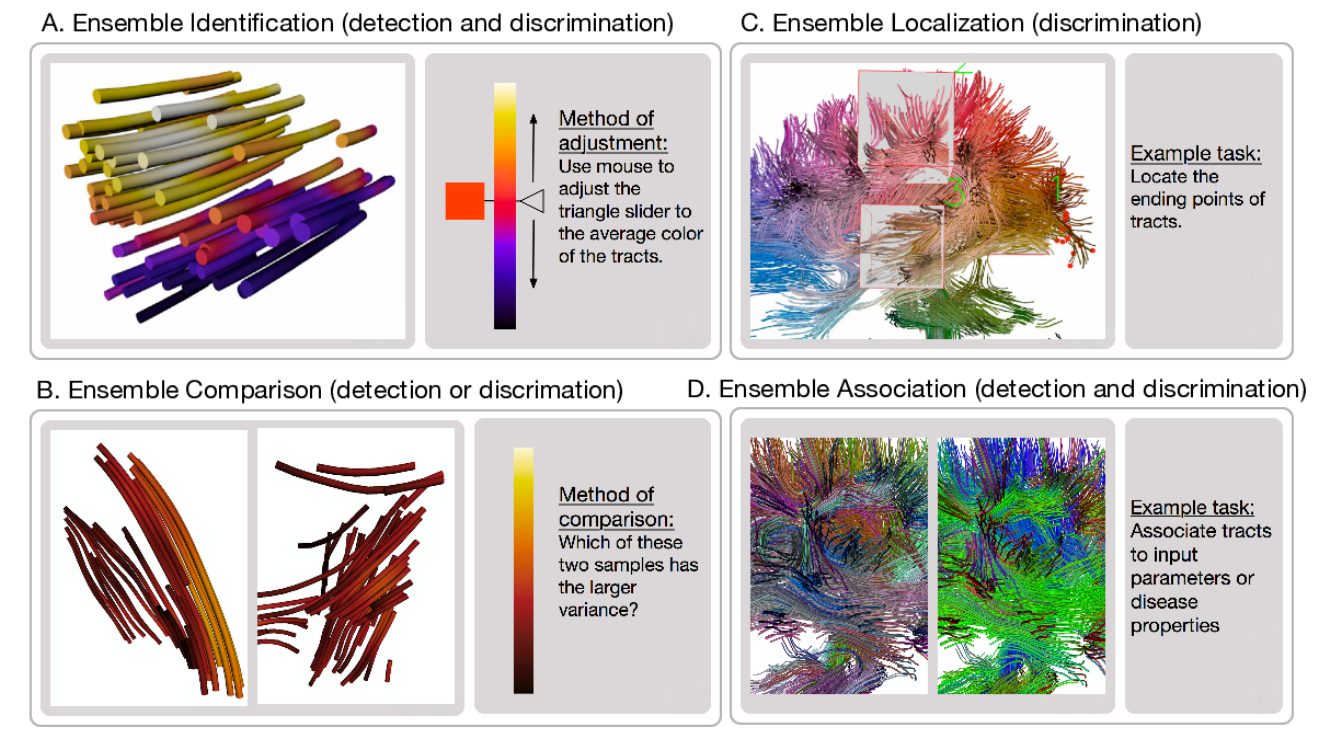 A. Ensemble Identification (detection and discrimination)
Method of
adjustment:
Use mouse to
adjust the
triangle slider to
the average color
of the tracts.
C. Ensemble Localization (discrimination)
3
1
Example task:
Locate the
ending points of
tracts.
B. Ensemble Comparison (detection or discrimation)
Method of
comparison:
Which of these
two samples has
the larger
variance?
D. Ensemble Association (detection and discrimination)
Example task:
Associate tracts
to input
parameters or
disease
properties